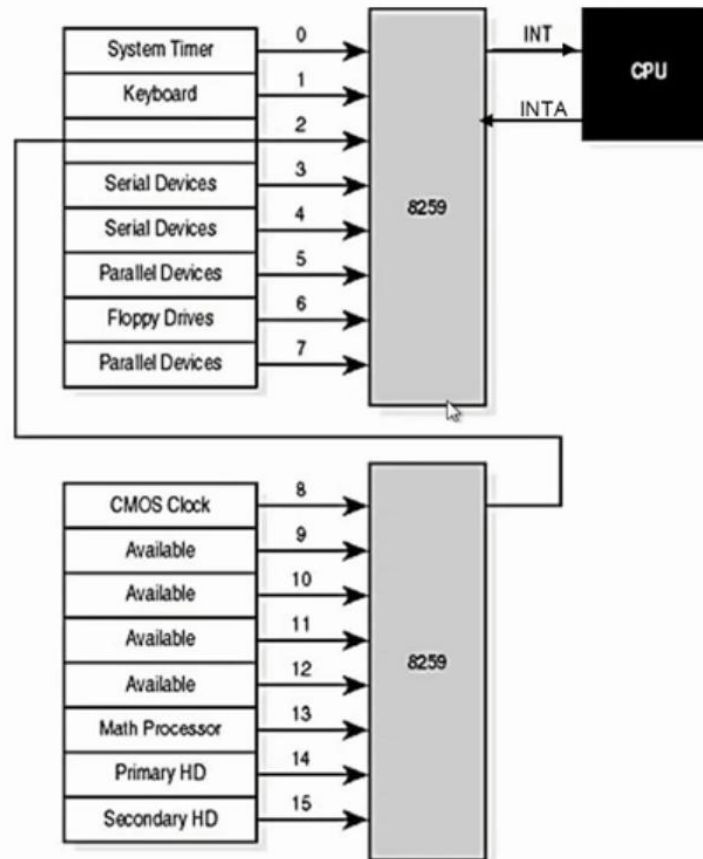 System Timer
0
INT
CPU
Keyboard
1
2
INTA
Serial Devices
3
Serial Devices
4
8259
Parallel Devices
5
Floppy Drives
6
Parallel Devices
7
CMOS Clock
8
Available
9
Available
10
Available
11
Available
12
8259
Math Processor
13
Primary HD
14
Secondary HD
15